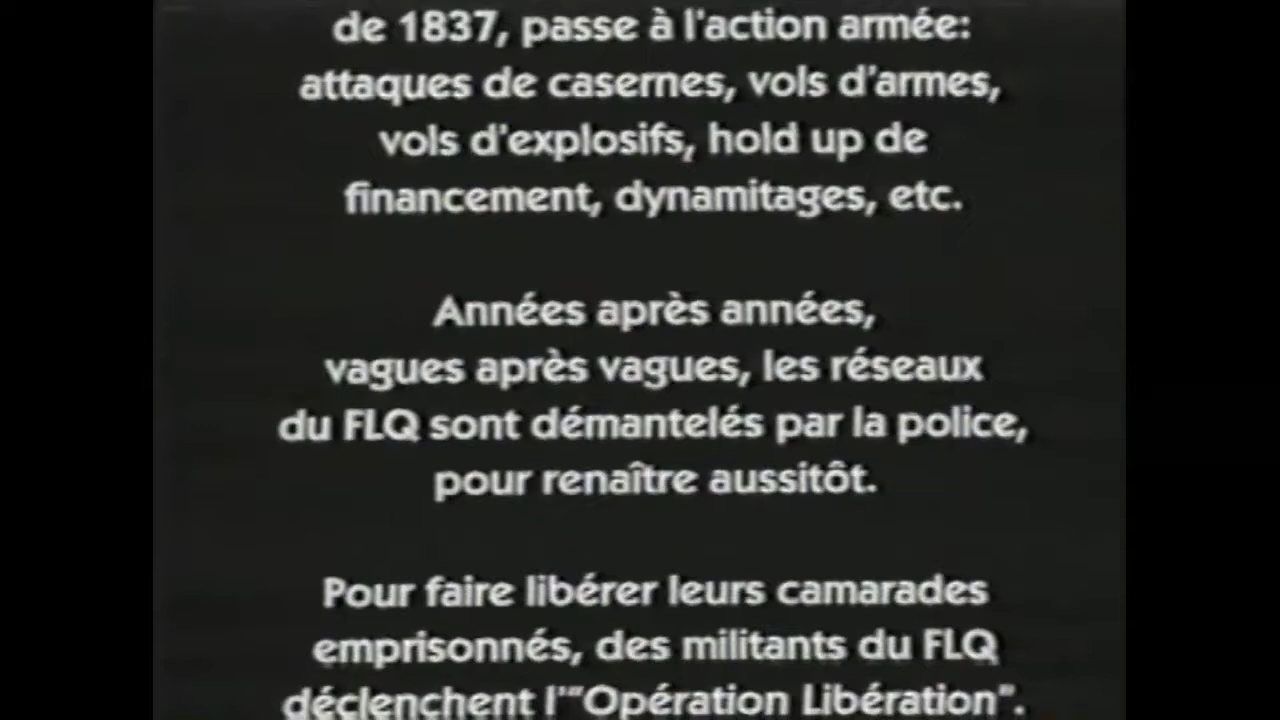 de 1837, passe à l'action armée:
attaques de casernes, vols d'armes,
vols d'explosifs, hold up de
financement, dynamitages, etc.
Années après années,
vagues après vagues, les réseaux
du FLQ sont démantelés par la police,
pour renaître aussitôt.
Pour faire libérer leurs camarades
emprisonnés, des militants du FLQ
déclenchent l'"Opération Libération".